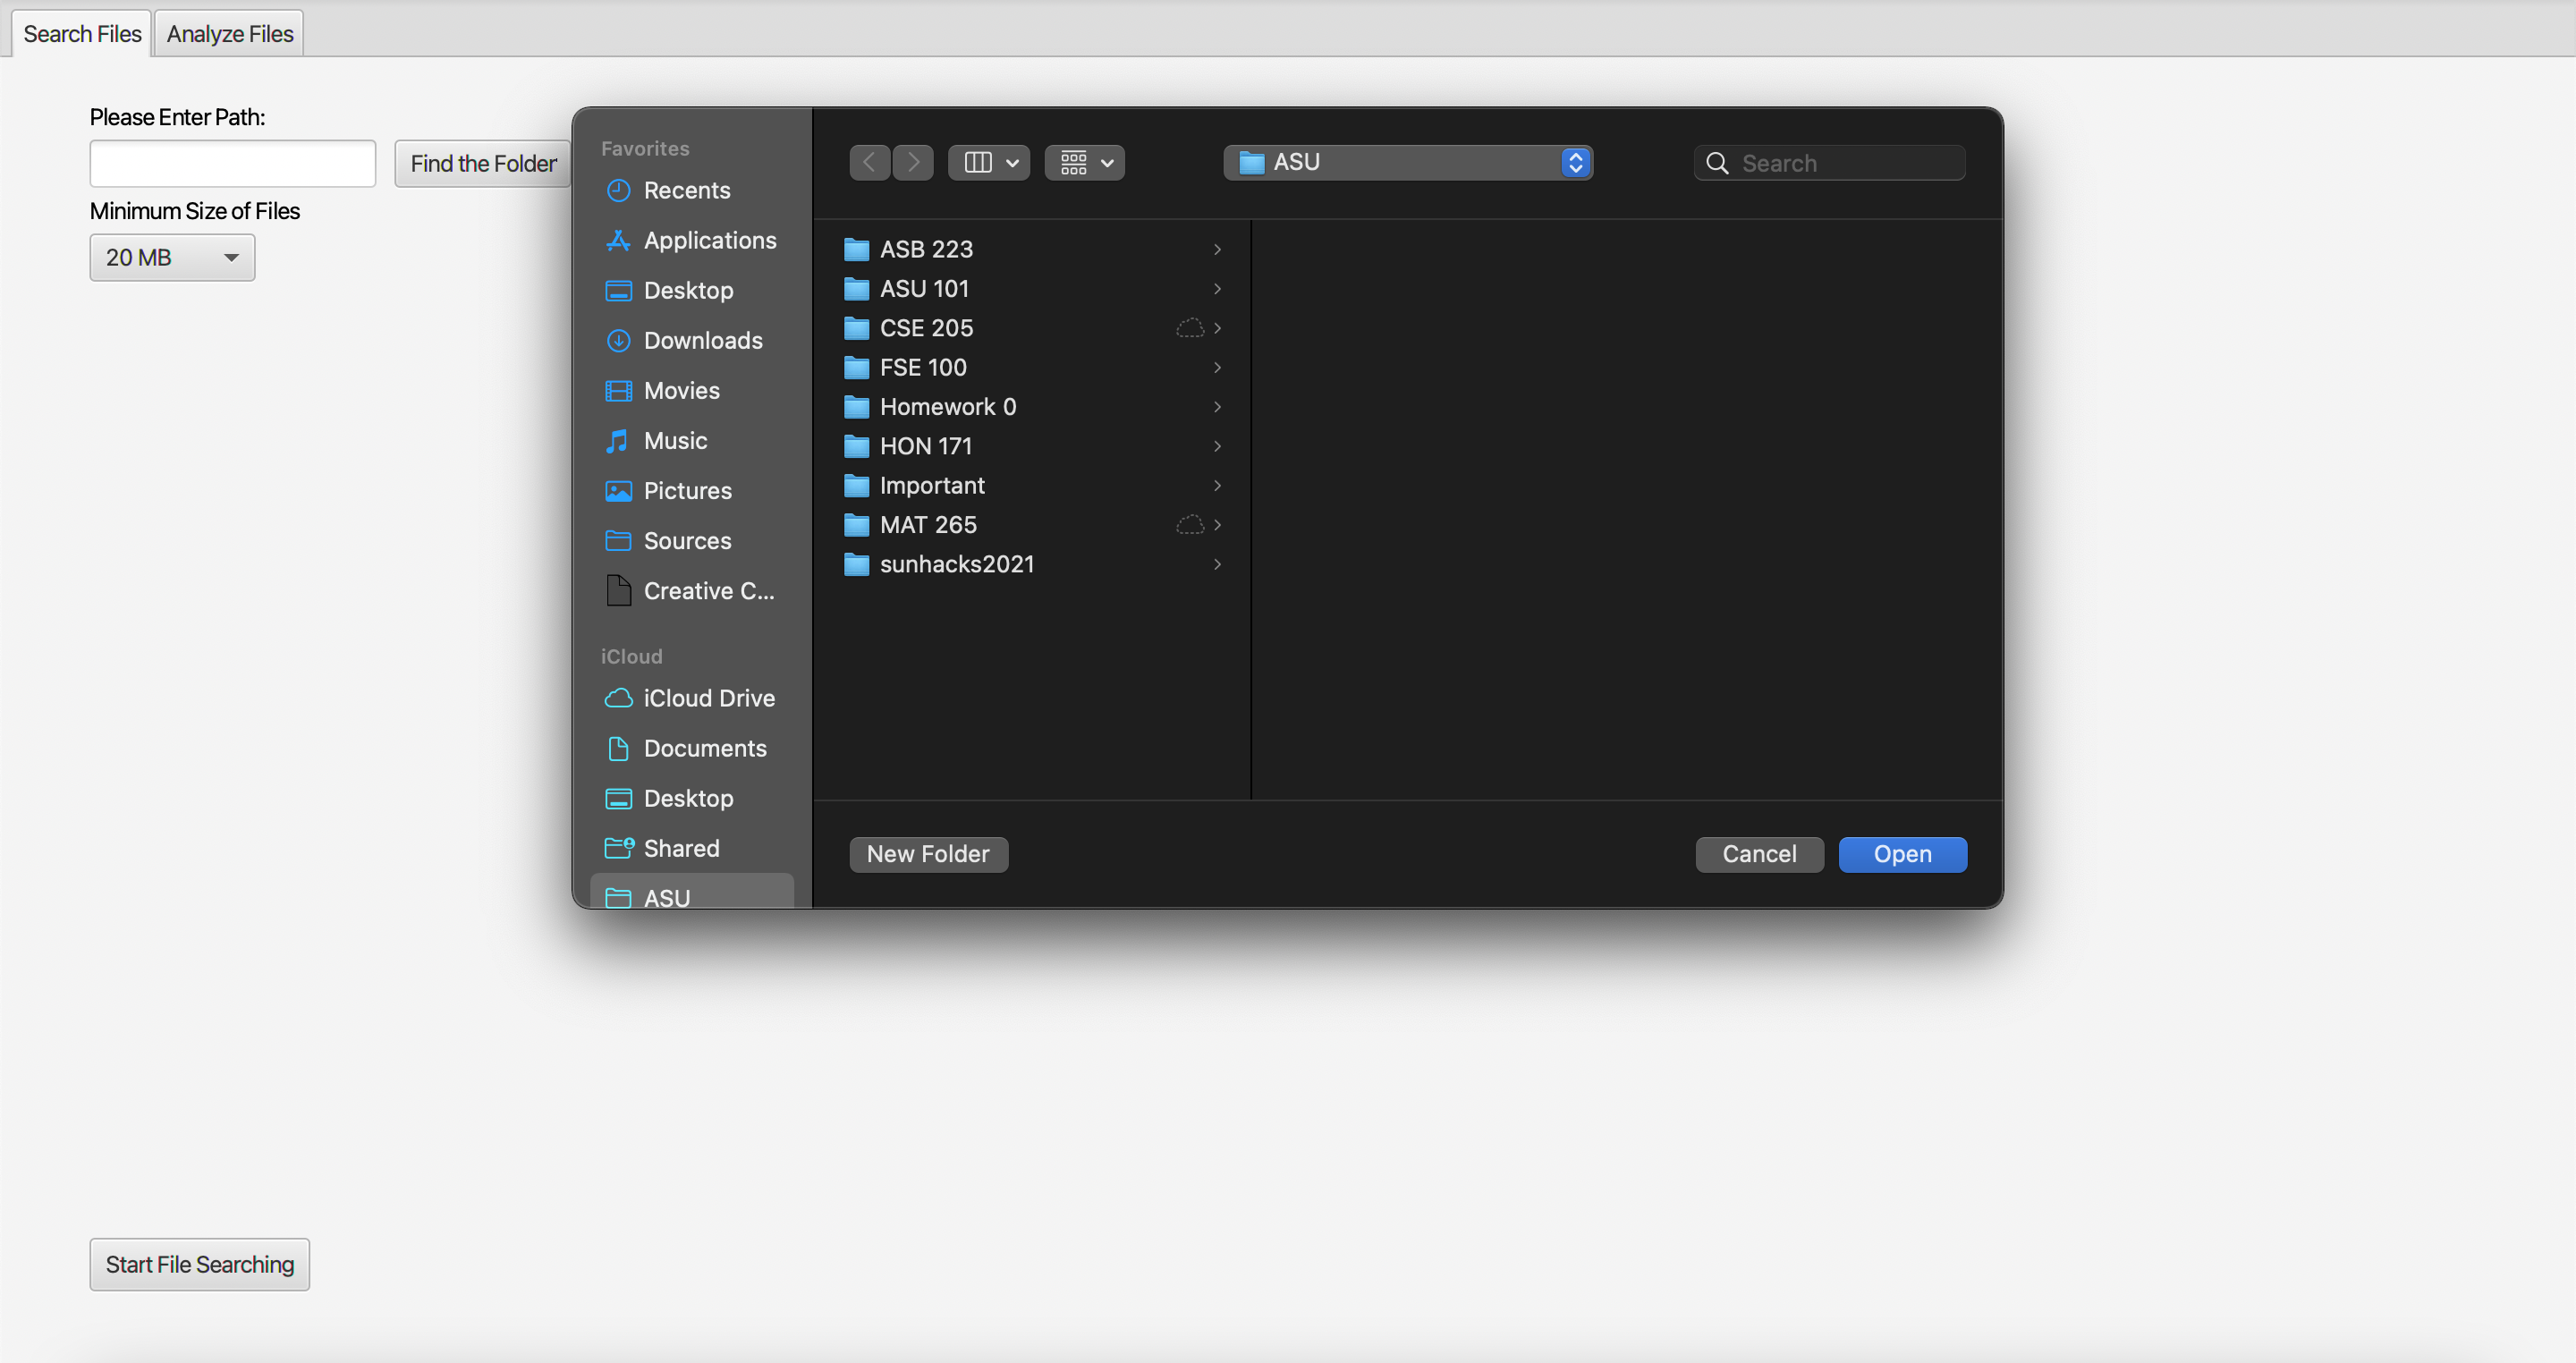 Search Files
Analyze Files
Please Enter Path:
Find the Folder
Minimum Size of Files
20 MB
Favorites
Recents
Applications
Desktop
Downloads
Movies
Music
Pictures
Sources
Creative C...
iCloud
iCloud Drive
Documents
Desktop
Shared
ASU
ASU
Search
ASB 223
ASU 101
CSE 205
FSE 100
Homework 0
HON 171
Important
MAT 265
sunhacks2021
New Folder
Cancel
Open
Start File Searching